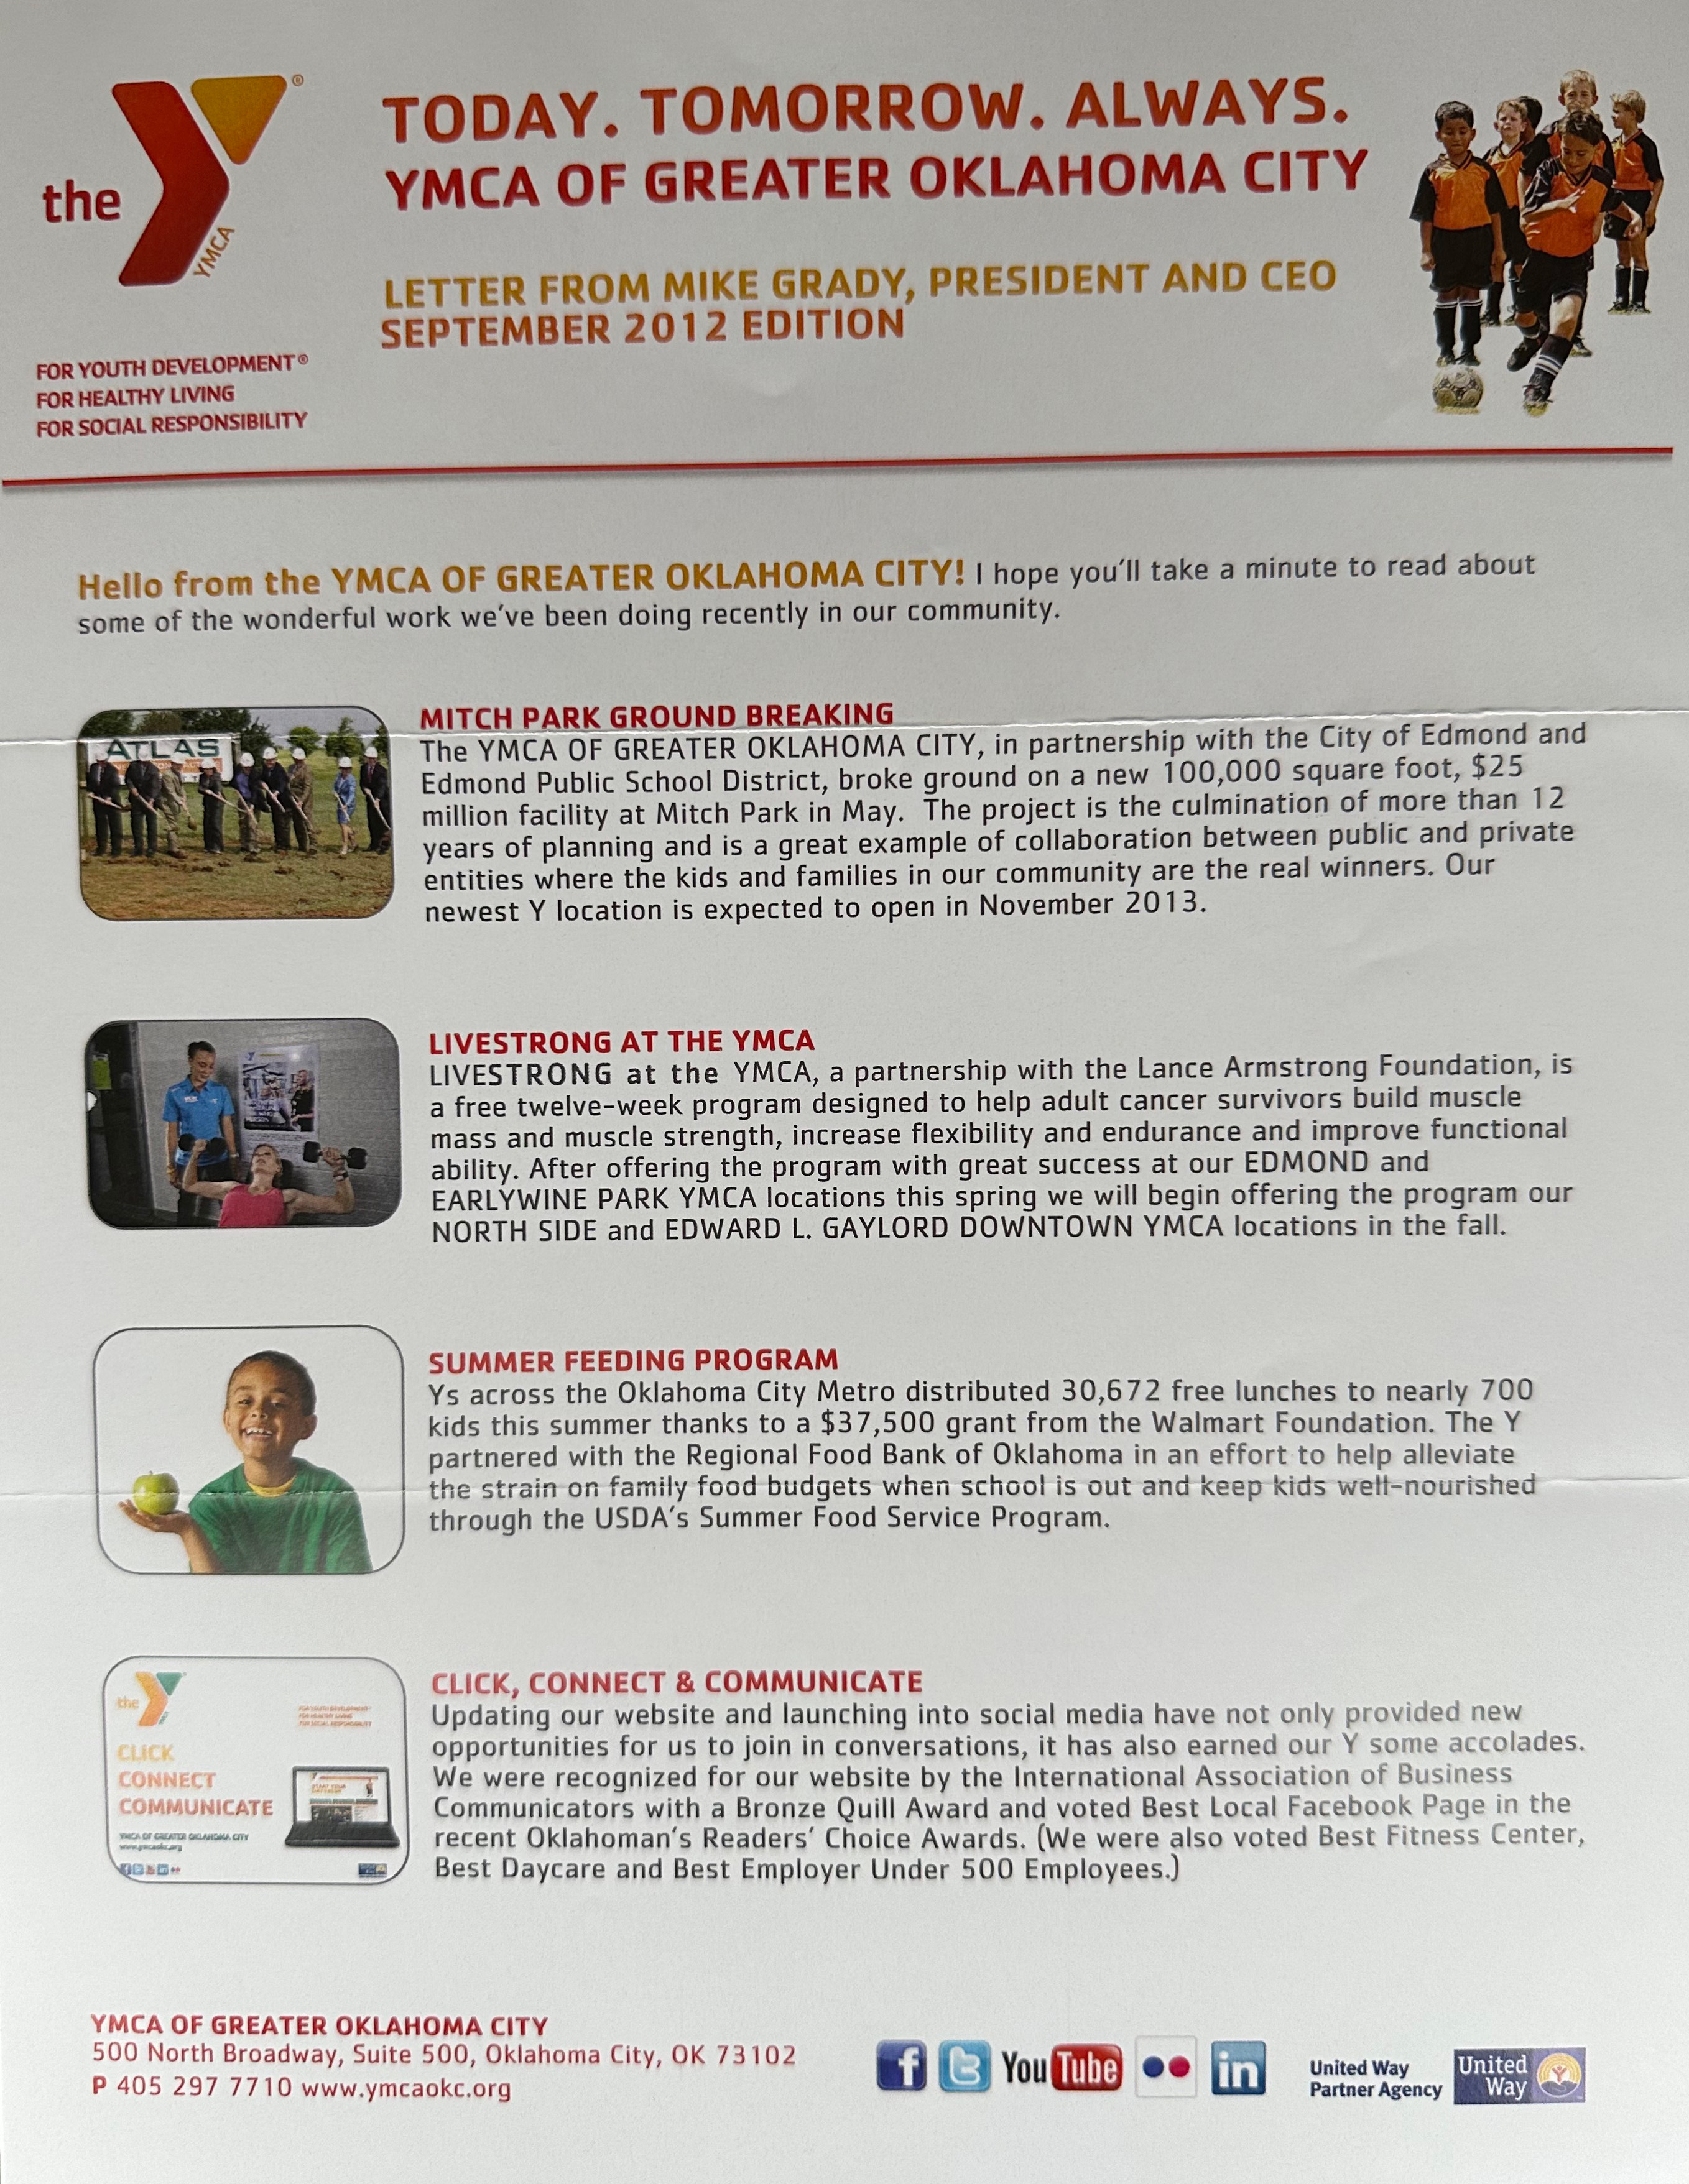 the
YMCA
®
TODAY. TOMORROW. ALWAYS.
YMCA OF GREATER OKLAHOMA CITY
LETTER FROM MIKE GRADY, PRESIDENT AND CEO
SEPTEMBER 2012 EDITION
FOR YOUTH DEVELOPMENT®
FOR HEALTHY LIVING
FOR SOCIAL RESPONSIBILITY
Hello from the YMCA OF GREATER OKLAHOMA CITY! I hope you'll take a minute to read about
some of the wonderful work we've been doing recently in our community.
ATLAS
MITCH PARK GROUND BREAKING
The YMCA OF GREATER OKLAHOMA CITY, in partnership with the City of Edmond and
Edmond Public School District, broke ground on a new 100,000 square foot, $25
million facility at Mitch Park in May.  The project is the culmination of more than 12
years of planning and is a great example of collaboration between public and private
entities where the kids and families in our community are the real winners. Our
newest Y location is expected to open in November 2013.
LIVESTRONG AT THE YMCA
LIVESTRONG at the YMCA, a partnership with the Lance Armstrong Foundation, is
a free twelve-week program designed to help adult cancer survivors build muscle
mass and muscle strength, increase flexibility and endurance and improve functional
ability. After offering the program with great success at our EDMOND and
EARLYWINE PARK YMCA locations this spring we will begin offering the program our
NORTH SIDE and EDWARD L. GAYLORD DOWNTOWN YMCA locations in the fall.
SUMMER FEEDING PROGRAM
Ys across the Oklahoma City Metro distributed 30,672 free lunches to nearly 700
kids this summer thanks to a $37,500 grant from the Walmart Foundation. The Y
partnered with the Regional Food Bank of Oklahoma in an effort to help alleviate
the strain on family food budgets when school is out and keep kids well-nourished
through the USDA's Summer Food Service Program.
the
FOR YOUTH DEVELOPMENT®
FOR HEALTHY LIVING
FOR SOCIAL RESPONSIBILITY
CLICK
CONNECT
COMMUNICATE
YMCA OF GREATER OKLAHOMA CITY
www.ymcaokc.org
CLICK, CONNECT & COMMUNICATE
Updating our website and launching into social media have not only provided new
opportunities for us to join in conversations, it has also earned our Y some accolades.
We were recognized for our website by the International Association of Business
Communicators with a Bronze Quill Award and voted Best Local Facebook Page in the
recent Oklahoman's Readers' Choice Awards. (We were also voted Best Fitness Center,
Best Daycare and Best Employer Under 500 Employees.)
YMCA OF GREATER OKLAHOMA CITY
500 North Broadway, Suite 500, Oklahoma City, OK 73102
P 405 297 7710 www.ymcaokc.org
f t YouTube in
United Way
Partner Agency
United
Way